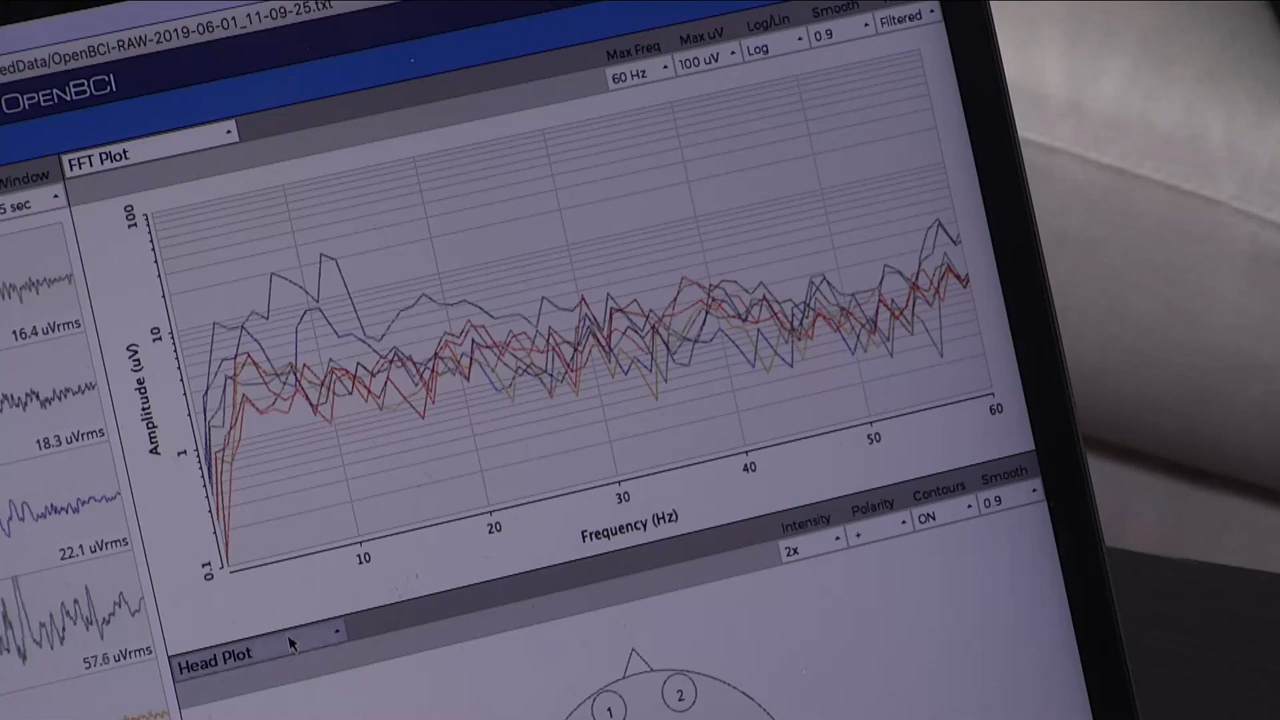 edData/OpenBCI-RAW-2019-06-01_11-09-25.txt
OPENBCI
Max Freq Max uV Log/Lin Smooth
60 Hz 100 uV Log 0.9 Filtered
FFT Plot
Window
5 sec
16.4 uVrms
18.3 uVrms
22.1 uVrms
57.6 uVrms
100
10
1
0.1
Amplitude (uV)
10 20 30 40 50 60
Frequency (Hz)
Intensity Polarity Contours Smooth
2x + ON 0.9
Head Plot
1 2